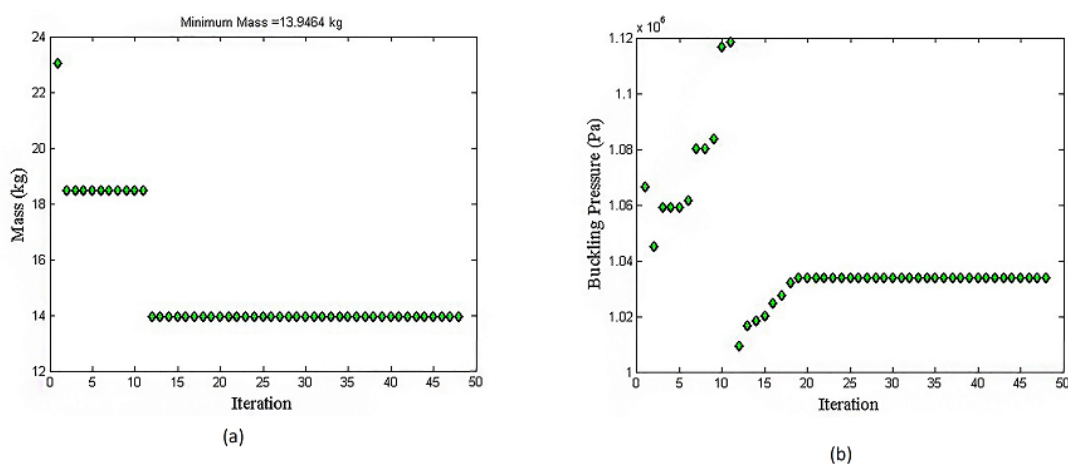 Minimum Mass =13.9464 kg
24
22
20
18
16
14
12
Mass (kg)
0 5 10 15 20 25 30 35 40 45 50
Iteration
(a)
× 10⁶
1.12
1.1
1.08
1.06
1.04
1.02
1
Buckling Pressure (Pa)
0 5 10 15 20 25 30 35 40 45 50
Iteration
(b)